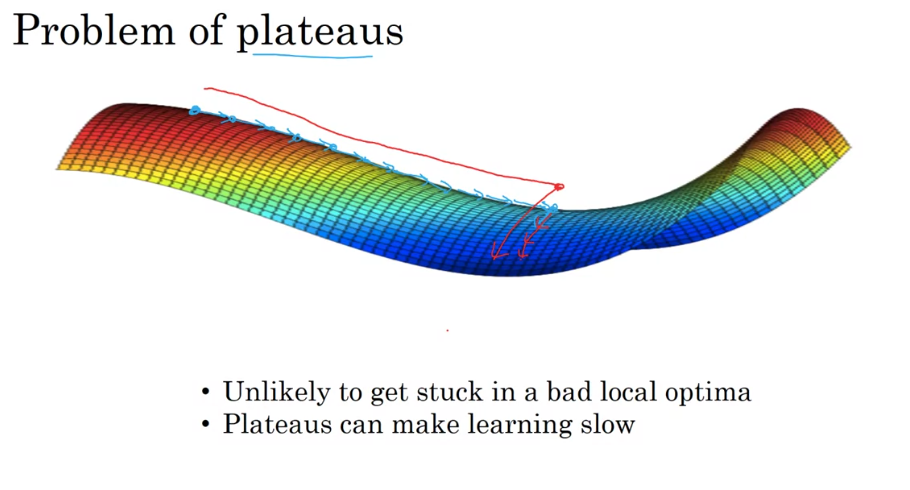 Problem of plateaus
• Unlikely to get stuck in a bad local optima
• Plateaus can make learning slow